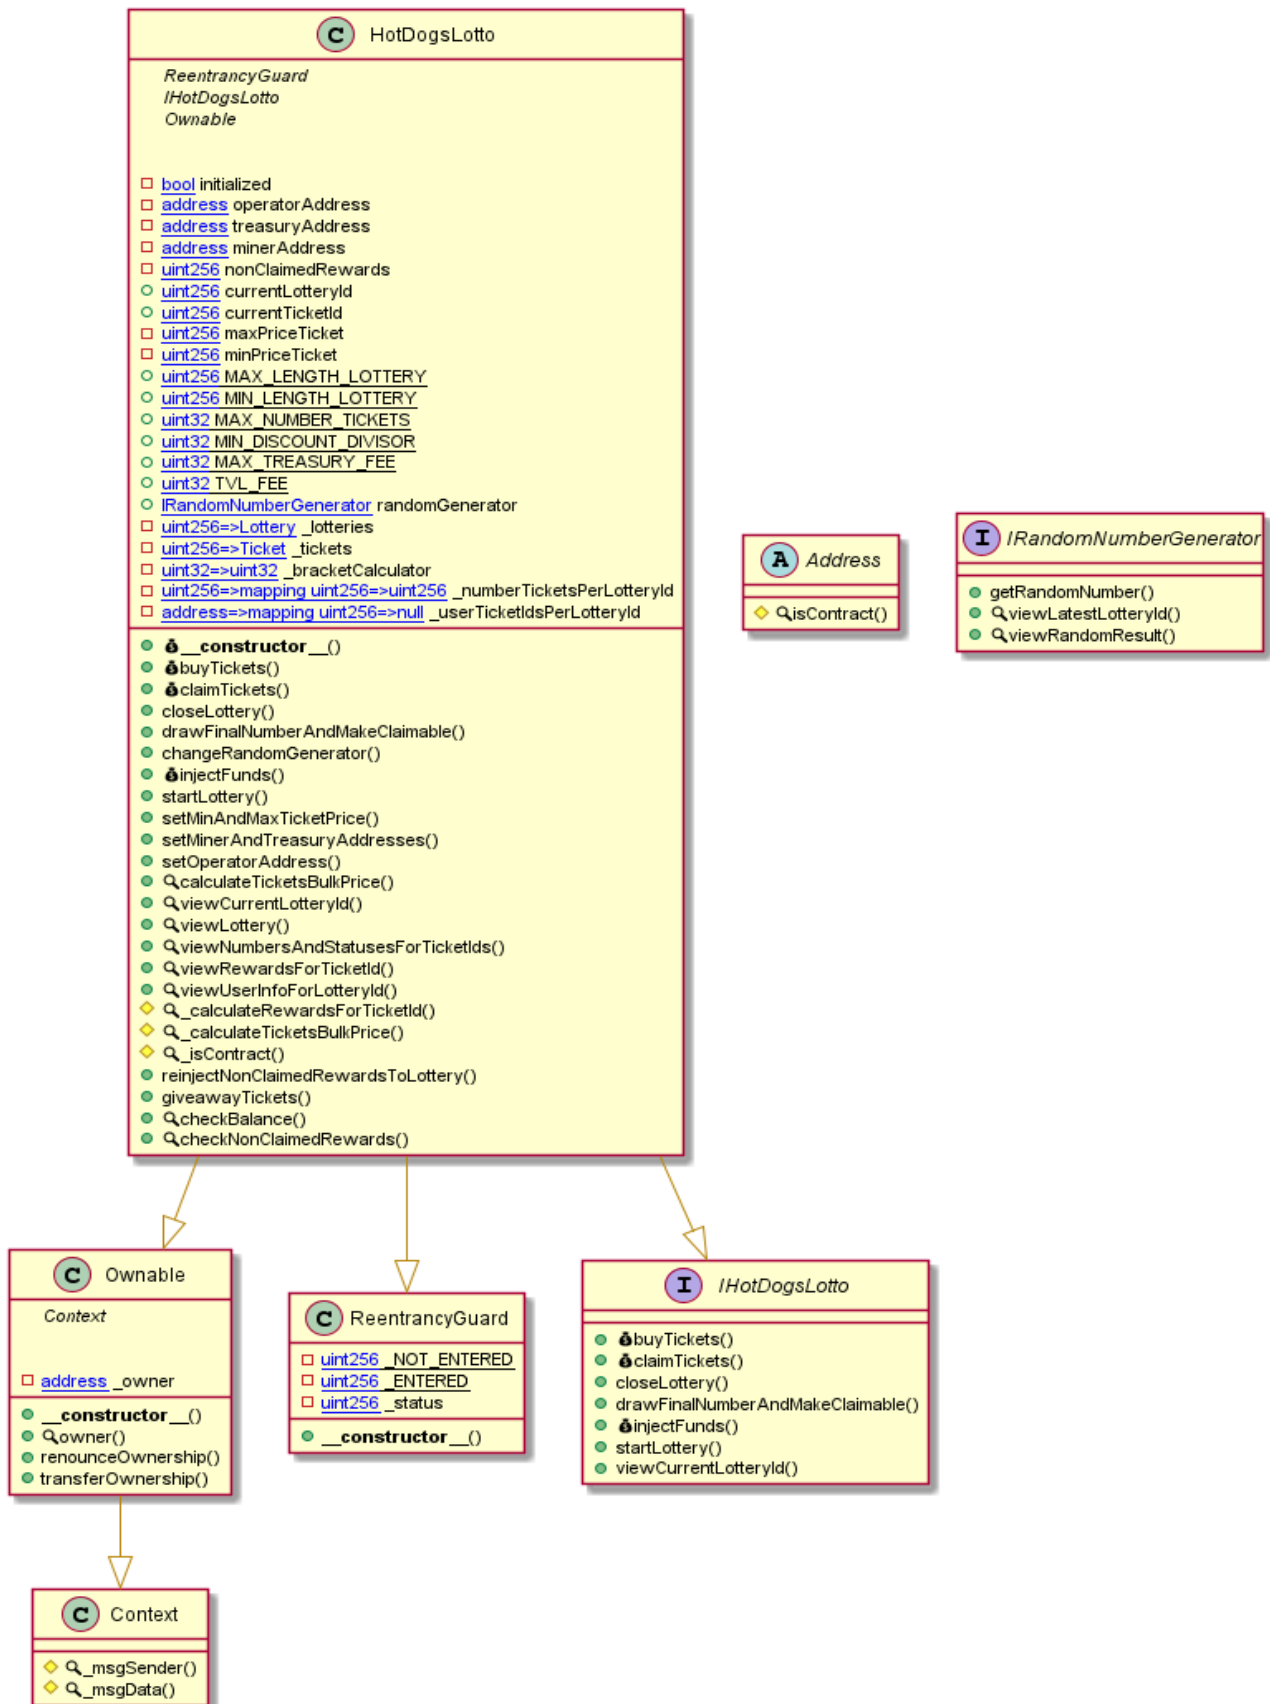 C HotDogsLotto
ReentrancyGuard
IHotDogsLotto
Ownable
bool initialized
address operatorAddress
address treasuryAddress
address minerAddress
uint256 nonClaimedRewards
uint256 currentLotteryId
uint256 currentTicketId
uint256 maxPriceTicket
uint256 minPriceTicket
uint256 MAX_LENGTH_LOTTERY
uint256 MIN_LENGTH_LOTTERY
uint32 MAX_NUMBER_TICKETS
uint32 MIN_DISCOUNT_DIVISOR
uint32 MAX_TREASURY_FEE
uint32 TVL_FEE
IRandomNumberGenerator randomGenerator
uint256=>Lottery _lotteries
uint256=>Ticket _tickets
uint32=>uint32 _bracketCalculator
uint256=>mapping uint256=>uint256 _numberTicketsPerLotteryId
address=>mapping uint256=>null _userTicketIdsPerLotteryId
__constructor__()
buyTickets()
claimTickets()
closeLottery()
drawFinalNumberAndMakeClaimable()
changeRandomGenerator()
injectFunds()
startLottery()
setMinAndMaxTicketPrice()
setMinerAndTreasuryAddresses()
setOperatorAddress()
calculateTicketsBulkPrice()
viewCurrentLotteryId()
viewLottery()
viewNumbersAndStatusesForTicketIds()
viewRewardsForTicketId()
viewUserInfoForLotteryId()
_calculateRewardsForTicketId()
_calculateTicketsBulkPrice()
_isContract()
reinjectNonClaimedRewardsToLottery()
giveawayTickets()
checkBalance()
checkNonClaimedRewards()
A Address
isContract()
I IRandomNumberGenerator
getRandomNumber()
viewLatestLotteryId()
viewRandomResult()
C Ownable
Context
address _owner
__constructor__()
owner()
renounceOwnership()
transferOwnership()
C ReentrancyGuard
uint256 _NOT_ENTERED
uint256 _ENTERED
uint256 _status
__constructor__()
I IHotDogsLotto
buyTickets()
claimTickets()
closeLottery()
drawFinalNumberAndMakeClaimable()
injectFunds()
startLottery()
viewCurrentLotteryId()
C Context
_msgSender()
_msgData()